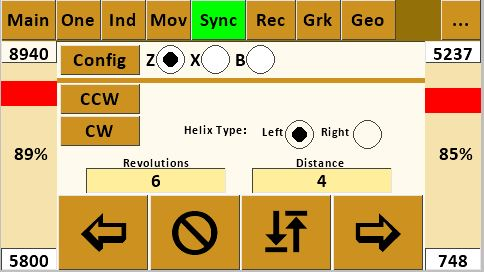 Main One Ind Mov Sync Rec Grk Geo ...
8940 Config Z X B 5237
CCW
CW Helix Type: Left Right
89% 85%
Revolutions Distance
6 4
5800 748